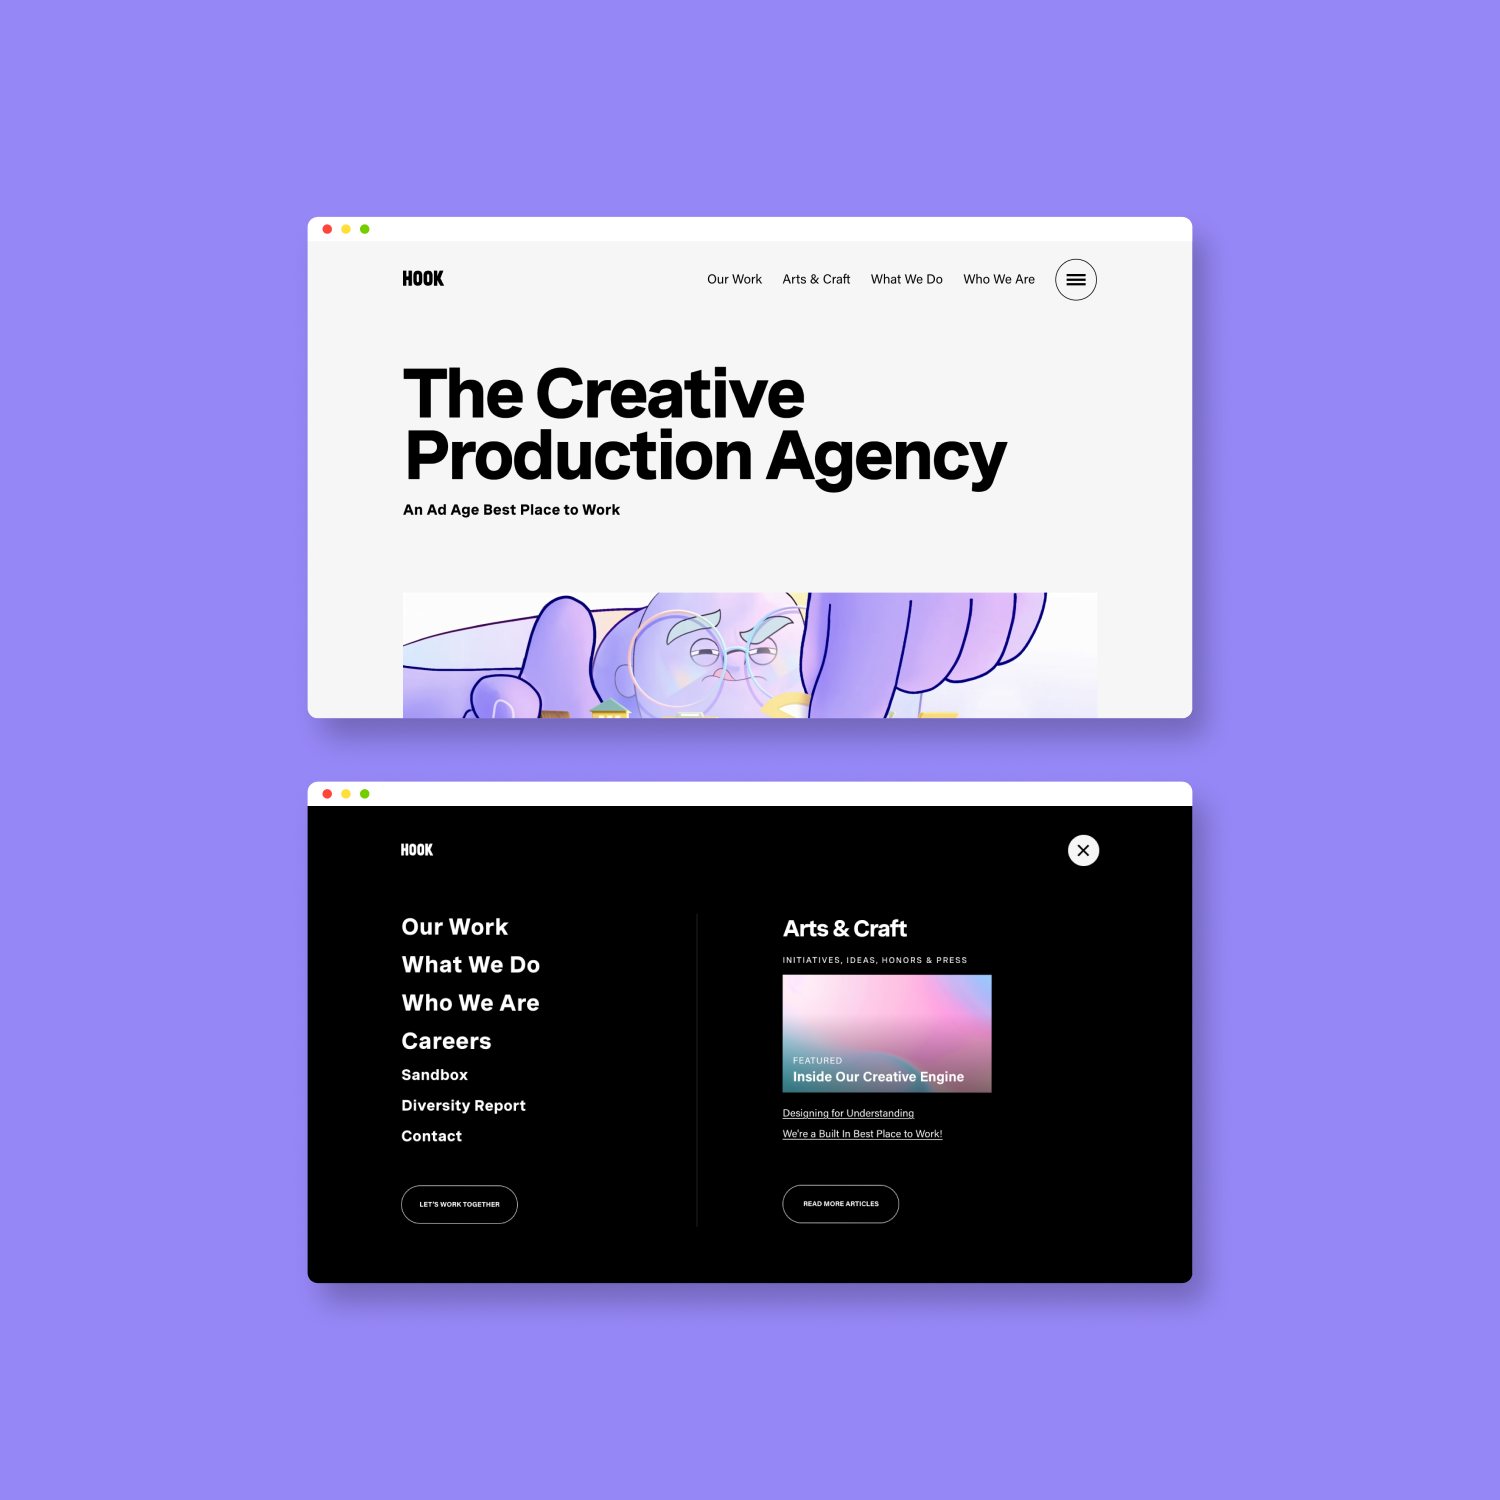 HOOK
Our Work Arts & Craft What We Do Who We Are
The Creative
Production Agency
An Ad Age Best Place to Work
HOOK
Our Work
What We Do
Who We Are
Careers
Sandbox
Diversity Report
Contact
LET'S WORK TOGETHER
Arts & Craft
INITIATIVES, IDEAS, HONORS & PRESS
FEATURED
Inside Our Creative Engine
Designing for Understanding
We're a Built In Best Place to Work!
READ MORE ARTICLES